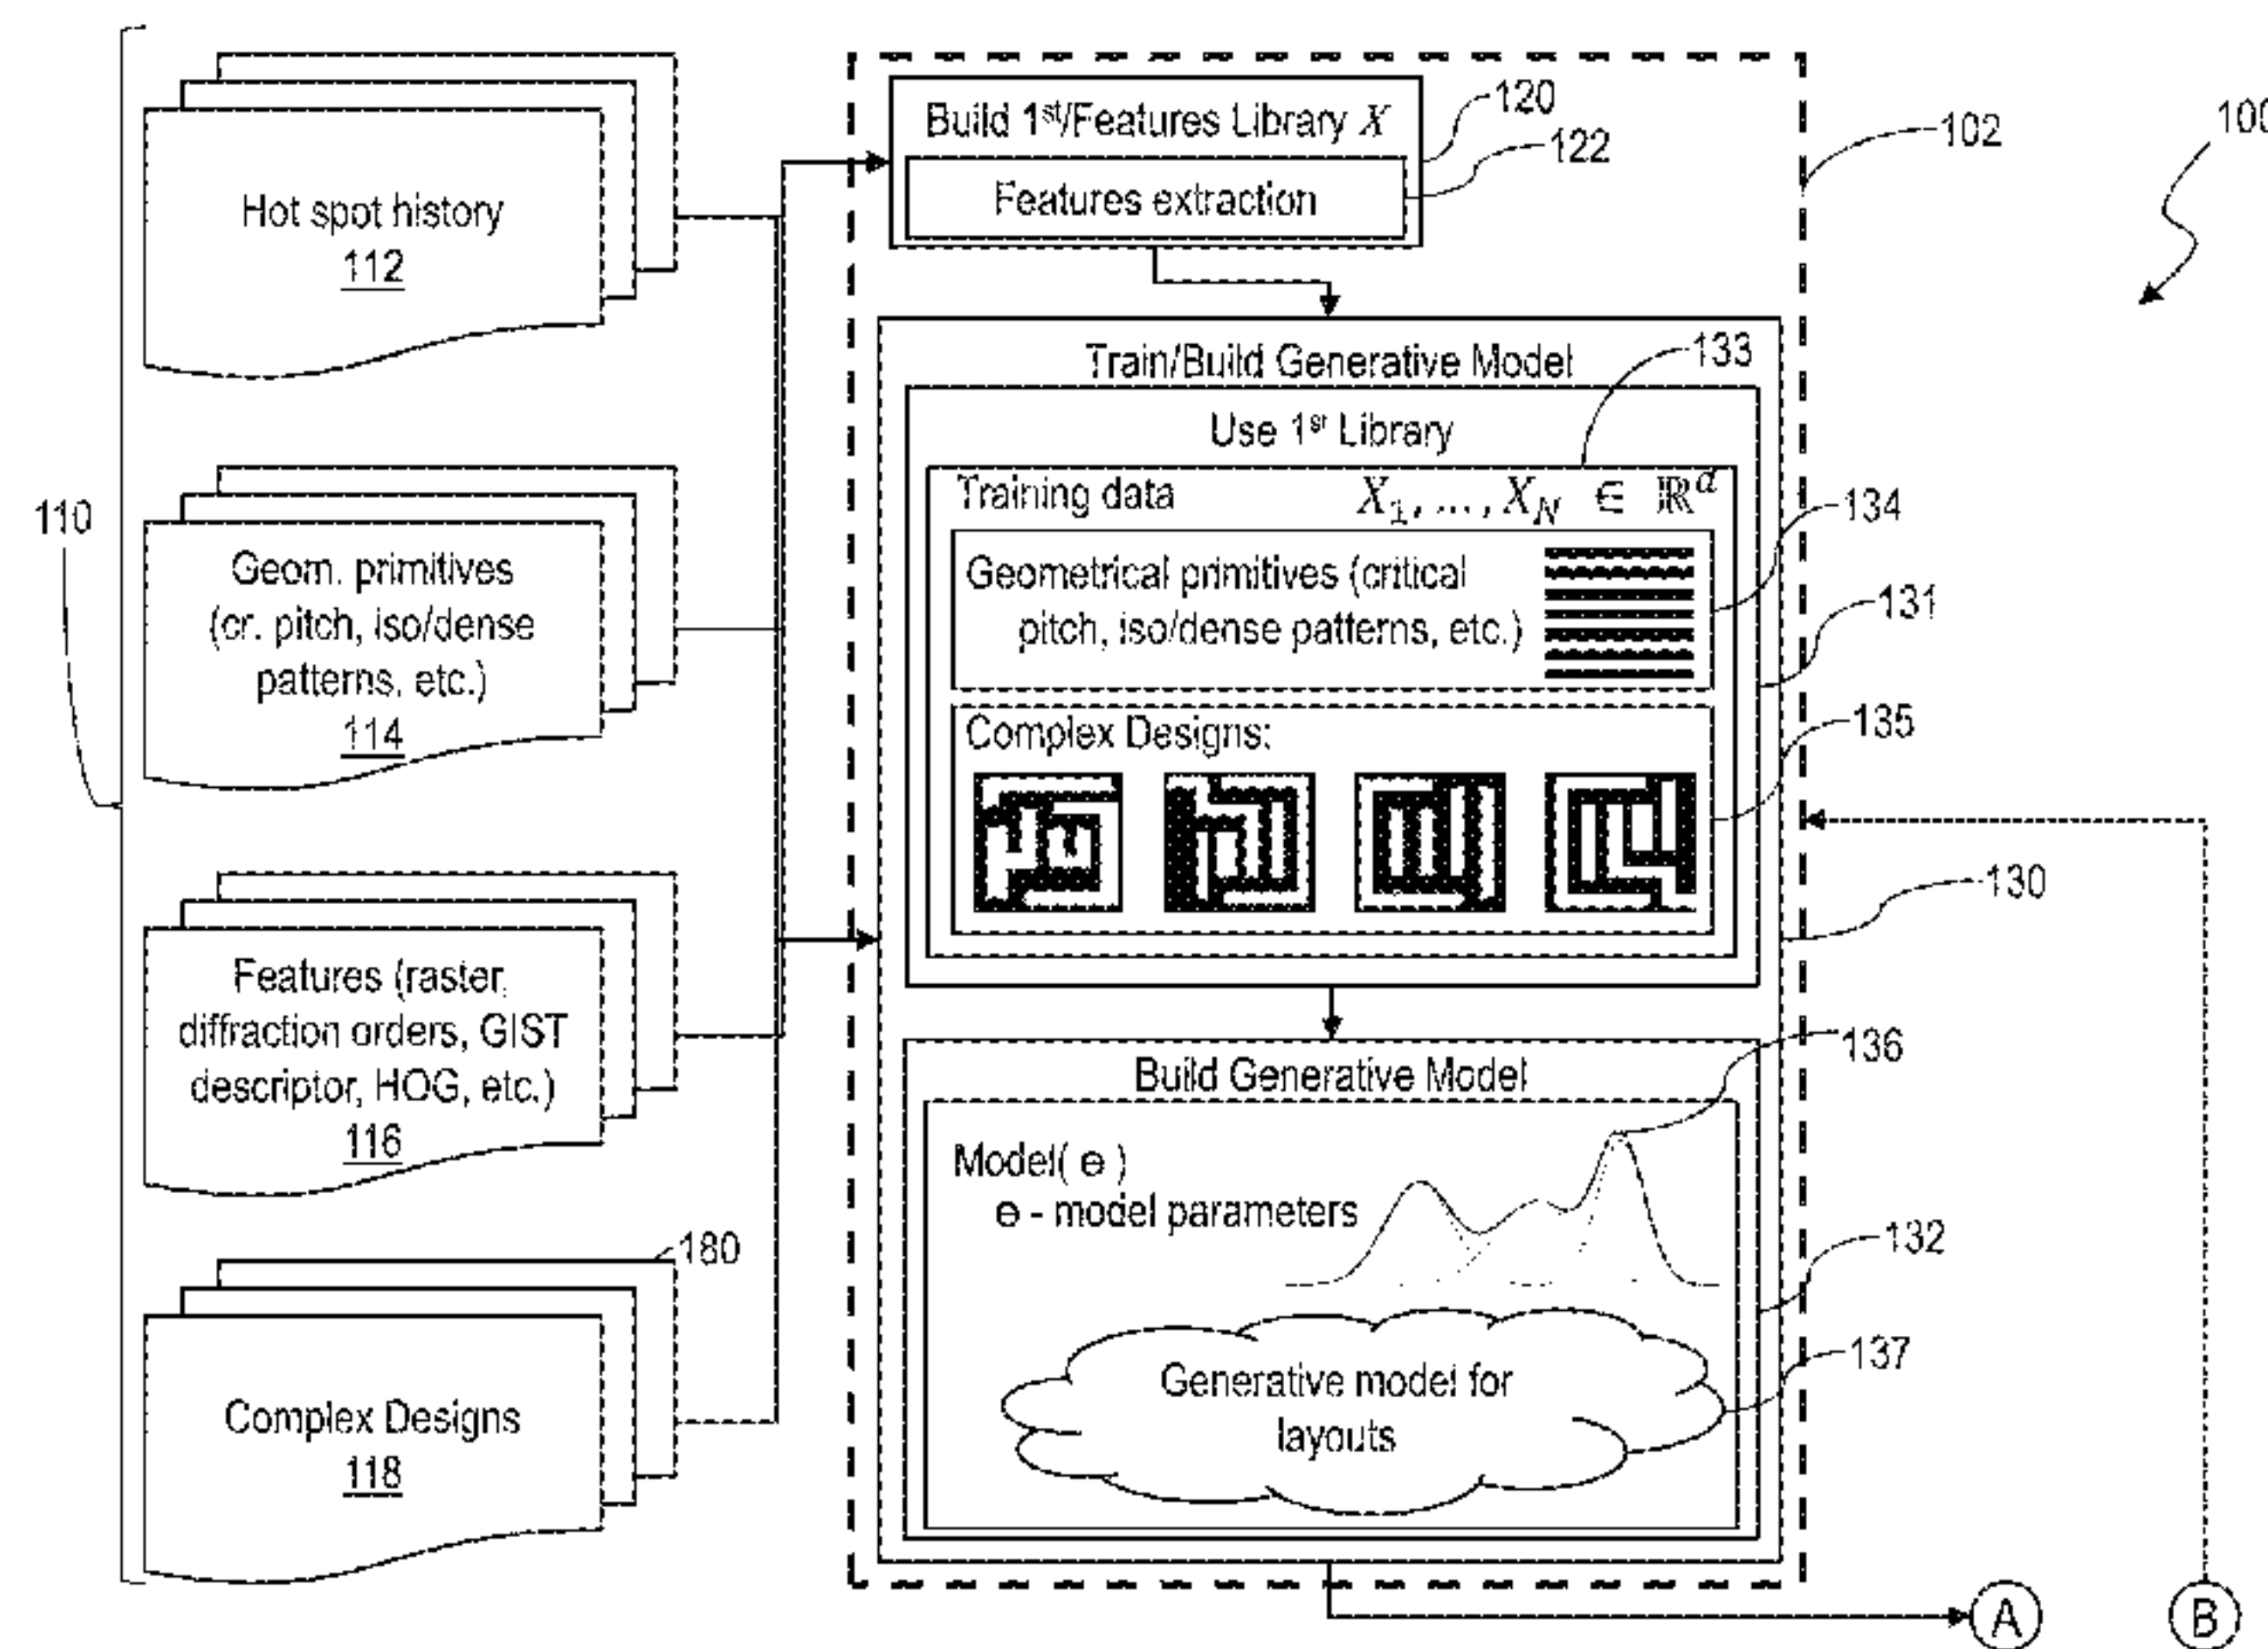 110
Hot spot history
112
Geom. primitives
(cr. pitch, iso/dense
patterns, etc.)
114
Features (raster,
diffraction orders, GIST
descriptor, HOG, etc.)
116
180
Complex Designs
118
Build 1st/Features Library X
120
Features extraction
122
102
100
Train/Build Generative Model
133
Use 1st Library
Training data X1, ..., XN ∈ ℝd
134
Geometrical primitives (critical
pitch, iso/dense patterns, etc.)
131
Complex Designs:
135
130
Build Generative Model
136
Model( ɵ )
ɵ - model parameters
132
Generative model for
layouts
137
A
B